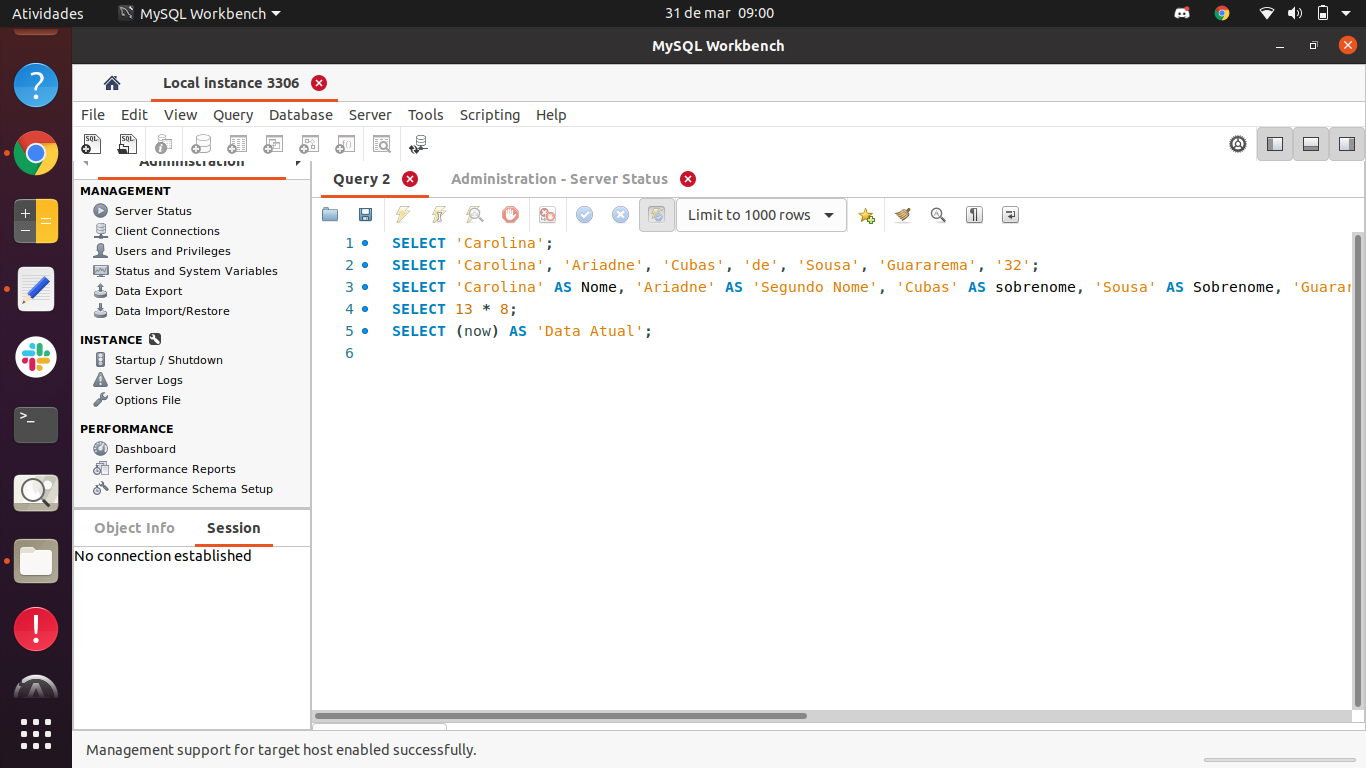 Atividades MySQL Workbench 31 de mar 09:00
MySQL Workbench
Local instance 3306
File Edit View Query Database Server Tools Scripting Help
Administration
Query 2 Administration - Server Status
MANAGEMENT
Server Status
Client Connections
Users and Privileges
Status and System Variables
Data Export
Data Import/Restore
INSTANCE
Startup / Shutdown
Server Logs
Options File
PERFORMANCE
Dashboard
Performance Reports
Performance Schema Setup
Object Info Session
No connection established
Limit to 1000 rows
1 SELECT 'Carolina';
2 SELECT 'Carolina', 'Ariadne', 'Cubas', 'de', 'Sousa', 'Guararema', '32';
3 SELECT 'Carolina' AS Nome, 'Ariadne' AS 'Segundo Nome', 'Cubas' AS sobrenome, 'Sousa' AS Sobrenome, 'Guarar
4 SELECT 13 * 8;
5 SELECT (now) AS 'Data Atual';
6
Management support for target host enabled successfully.